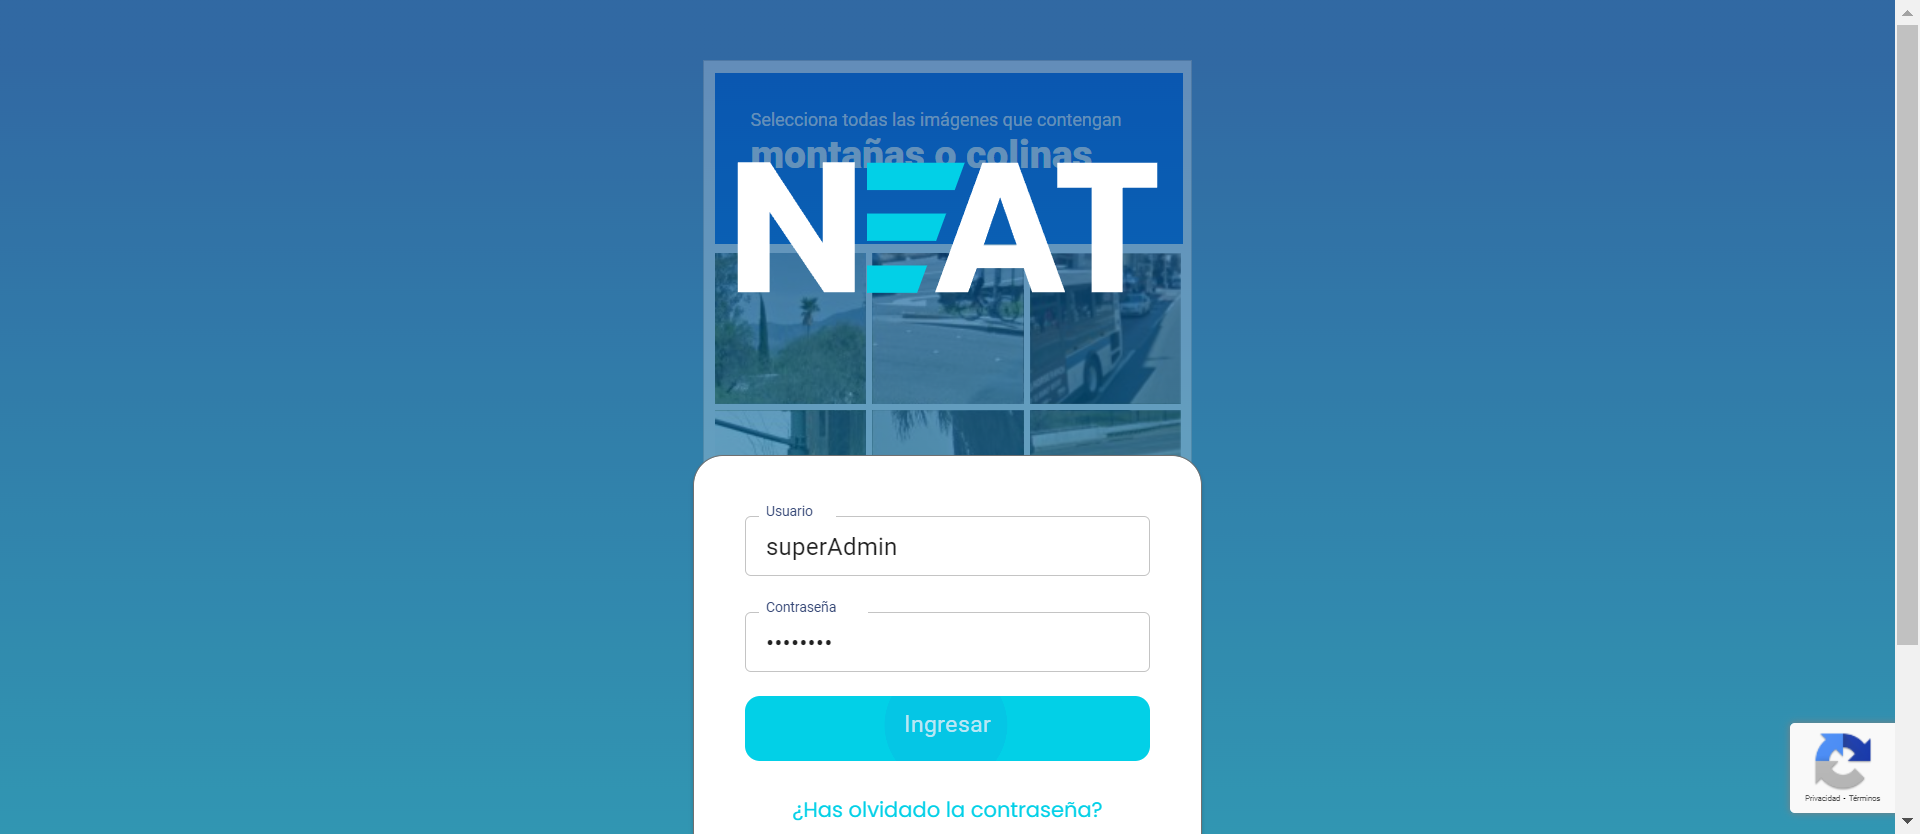 Selecciona todas las imágenes que contengan
montañas o colinas
NEAT
Usuario
superAdmin
Contraseña
••••••••
Ingresar
¿Has olvidado la contraseña?
Privacidad - Términos